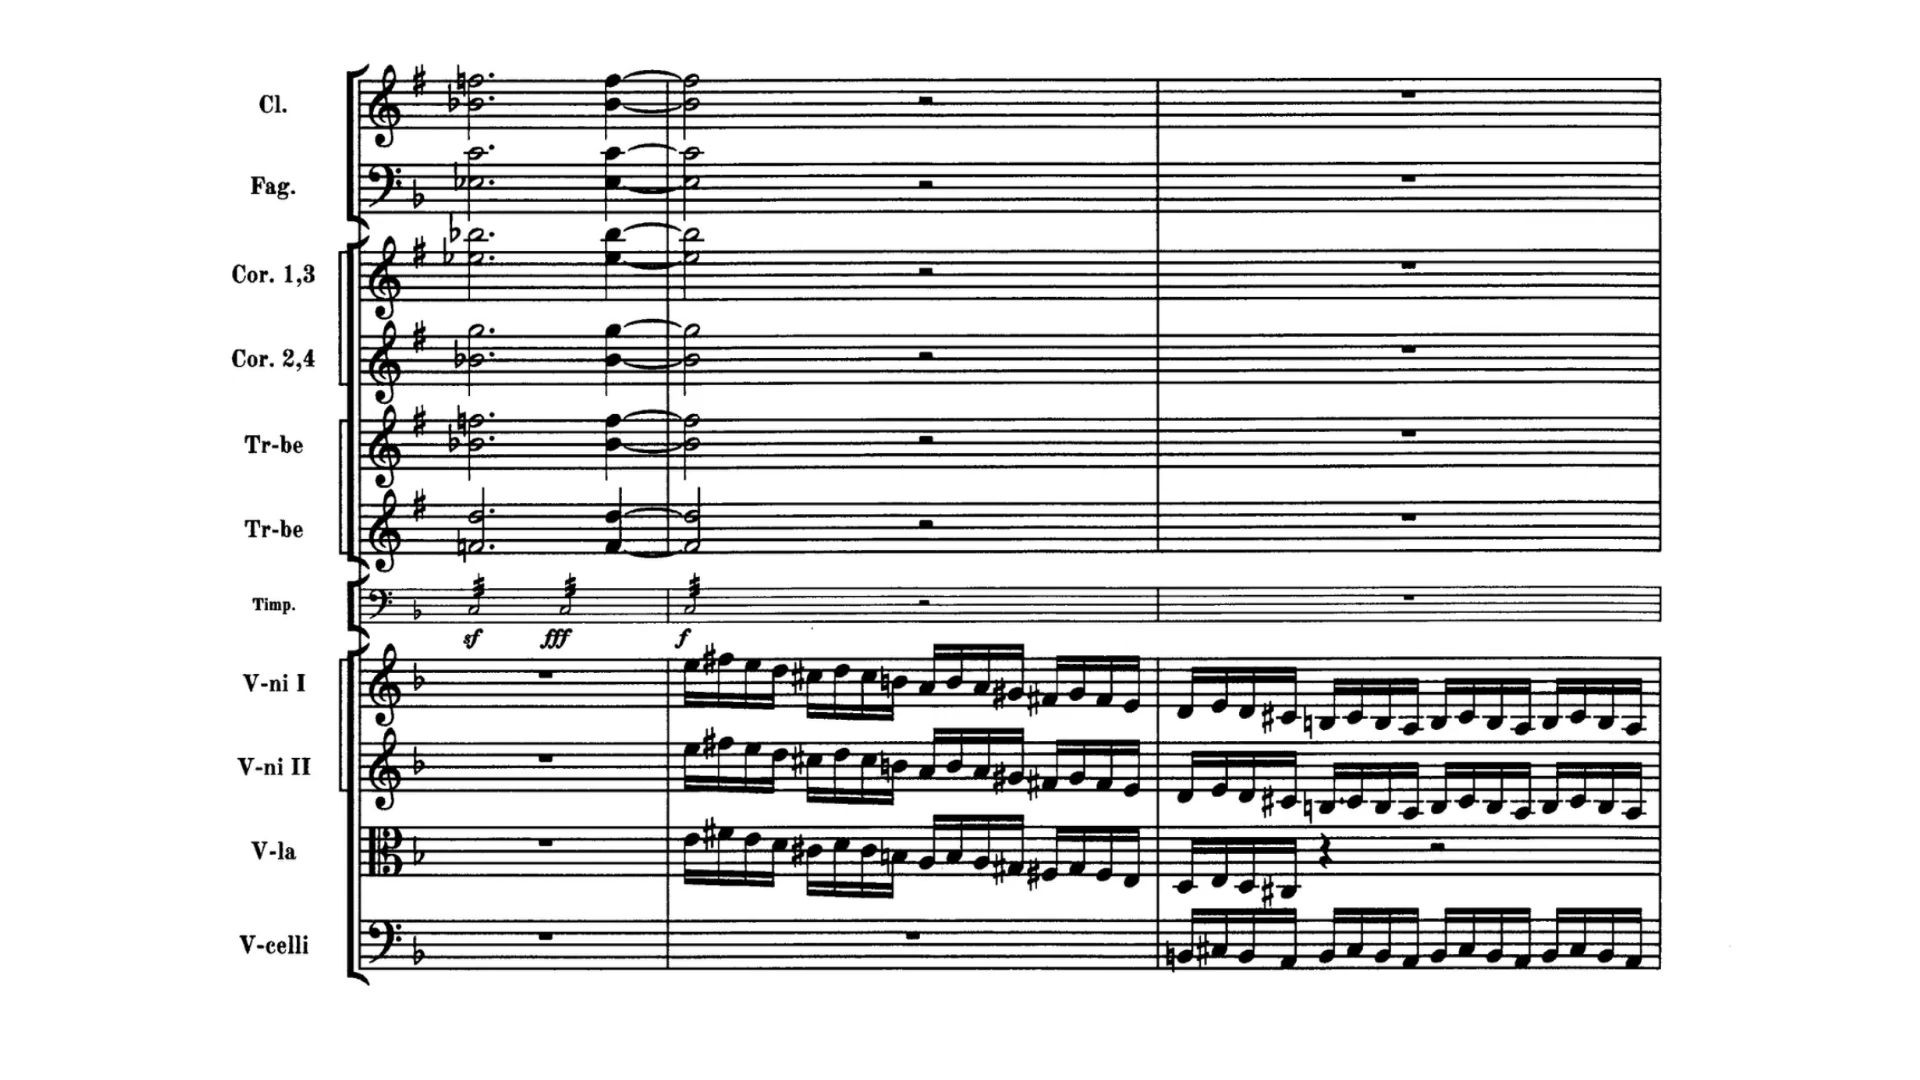 Cl.
Fag.
Cor. 1,3
Cor. 2,4
Tr-be
Tr-be
Timp.
sf fff f
V-ni I
V-ni II
V-la
V-celli